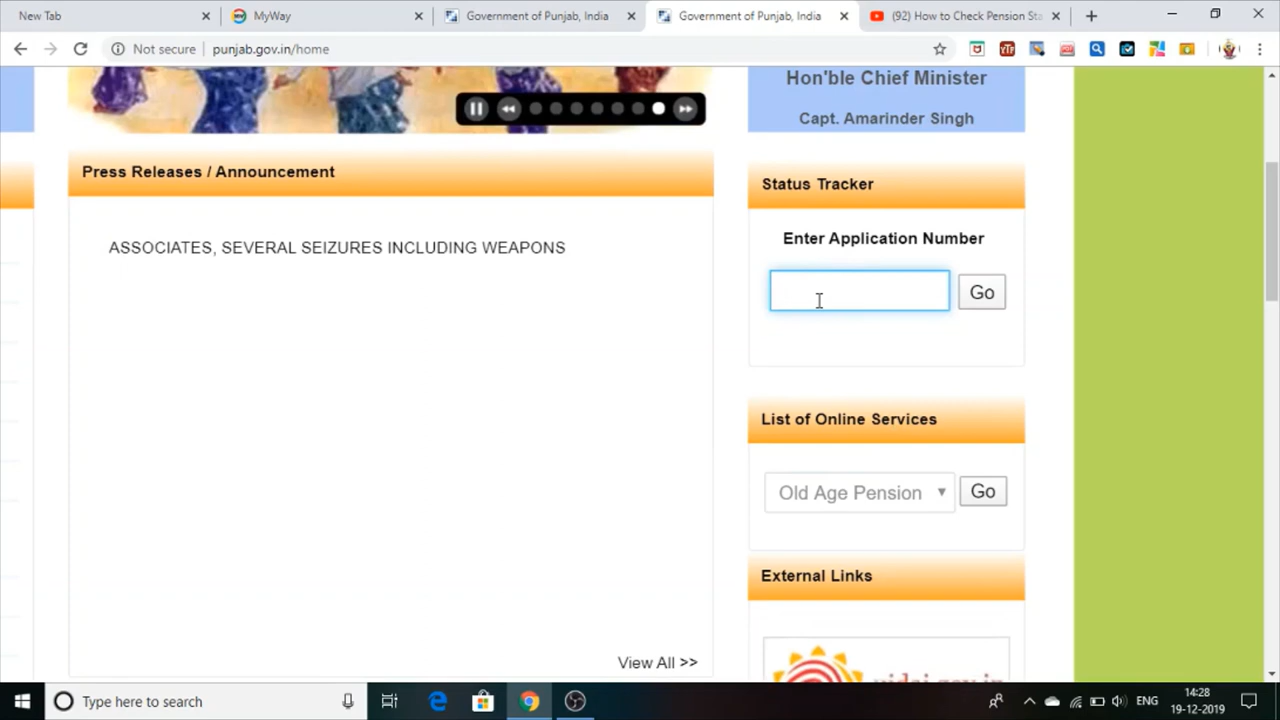 New Tab
MyWay
Government of Punjab, India
Government of Punjab, India
(92) How to Check Pension Sta
Not secure
punjab.gov.in/home
Hon'ble Chief Minister
Capt. Amarinder Singh
Press Releases / Announcement
ASSOCIATES, SEVERAL SEIZURES INCLUDING WEAPONS
View All >>
Status Tracker
Enter Application Number
Go
List of Online Services
Old Age Pension
Go
External Links
Type here to search
ENG
14:28
19-12-2019